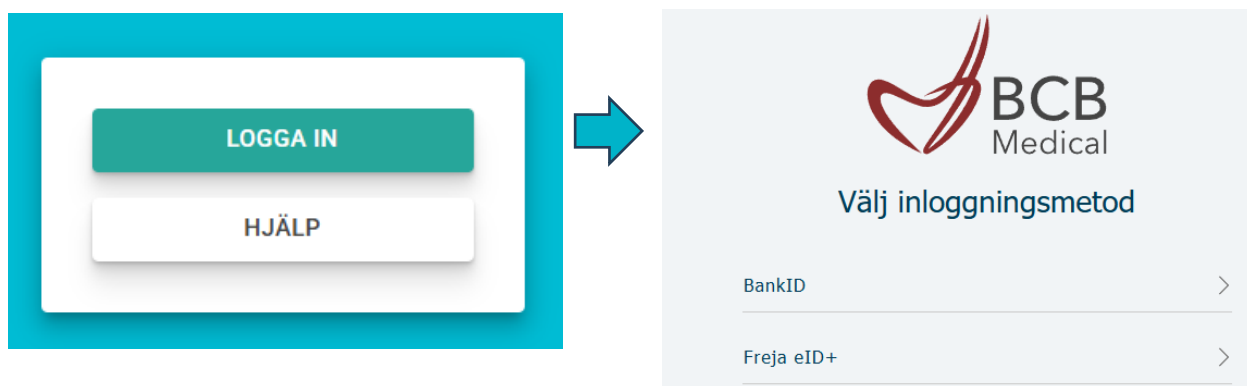 LOGGA IN
HJÄLP
BCB
Medical
Välj inloggningsmetod
BankID
Freja eID+